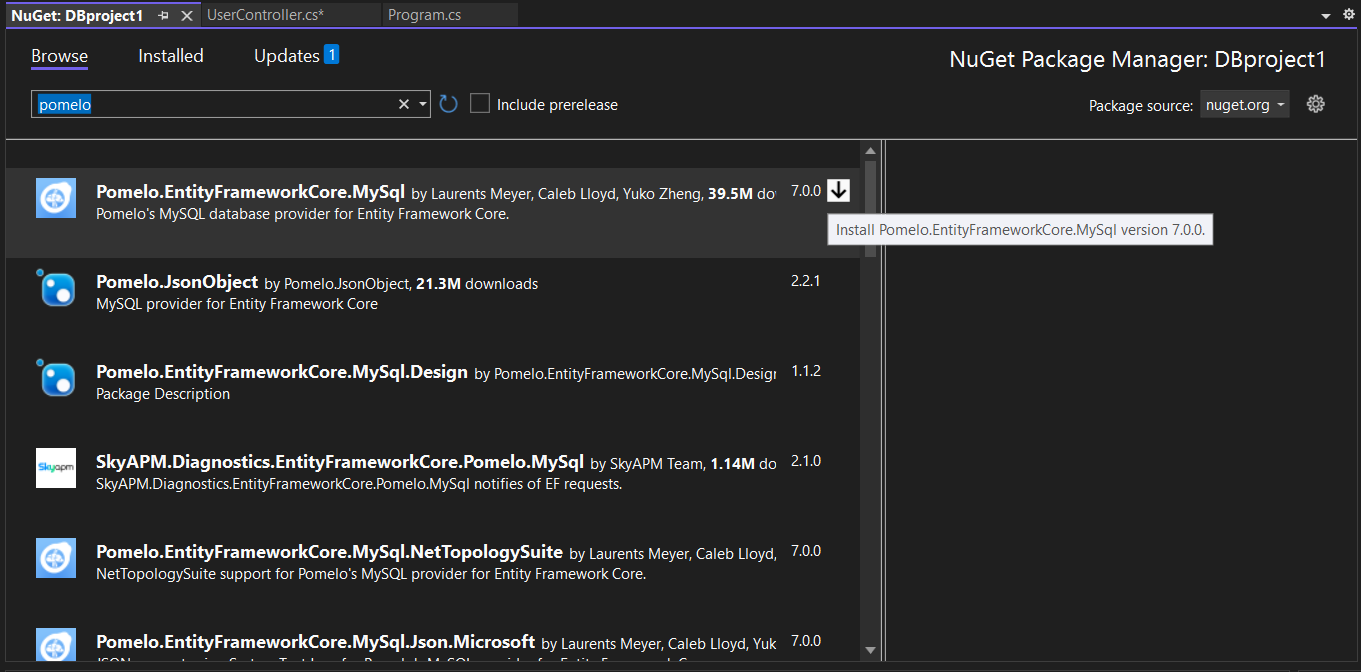 NuGet: DBproject1
UserController.cs*
Program.cs
Browse
Installed
Updates 1
NuGet Package Manager: DBproject1
pomelo
Include prerelease
Package source: nuget.org
Pomelo.EntityFrameworkCore.MySql by Laurents Meyer, Caleb Lloyd, Yuko Zheng, 39.5M do 7.0.0
Pomelo's MySQL database provider for Entity Framework Core.
Install Pomelo.EntityFrameworkCore.MySql version 7.0.0.
Pomelo.JsonObject by Pomelo.JsonObject, 21.3M downloads 2.2.1
MySQL provider for Entity Framework Core
Pomelo.EntityFrameworkCore.MySql.Design by Pomelo.EntityFrameworkCore.MySql.Design 1.1.2
Package Description
Skyapm
SkyAPM.Diagnostics.EntityFrameworkCore.Pomelo.MySql by SkyAPM Team, 1.14M do 2.1.0
SkyAPM.Diagnostics.EntityFrameworkCore.Pomelo.MySql notifies of EF requests.
Pomelo.EntityFrameworkCore.MySql.NetTopologySuite by Laurents Meyer, Caleb Lloyd, 7.0.0
NetTopologySuite support for Pomelo's MySQL provider for Entity Framework Core.
Pomelo.EntityFrameworkCore.MySql.Json.Microsoft by Laurents Meyer, Caleb Lloyd, Yuk 7.0.0